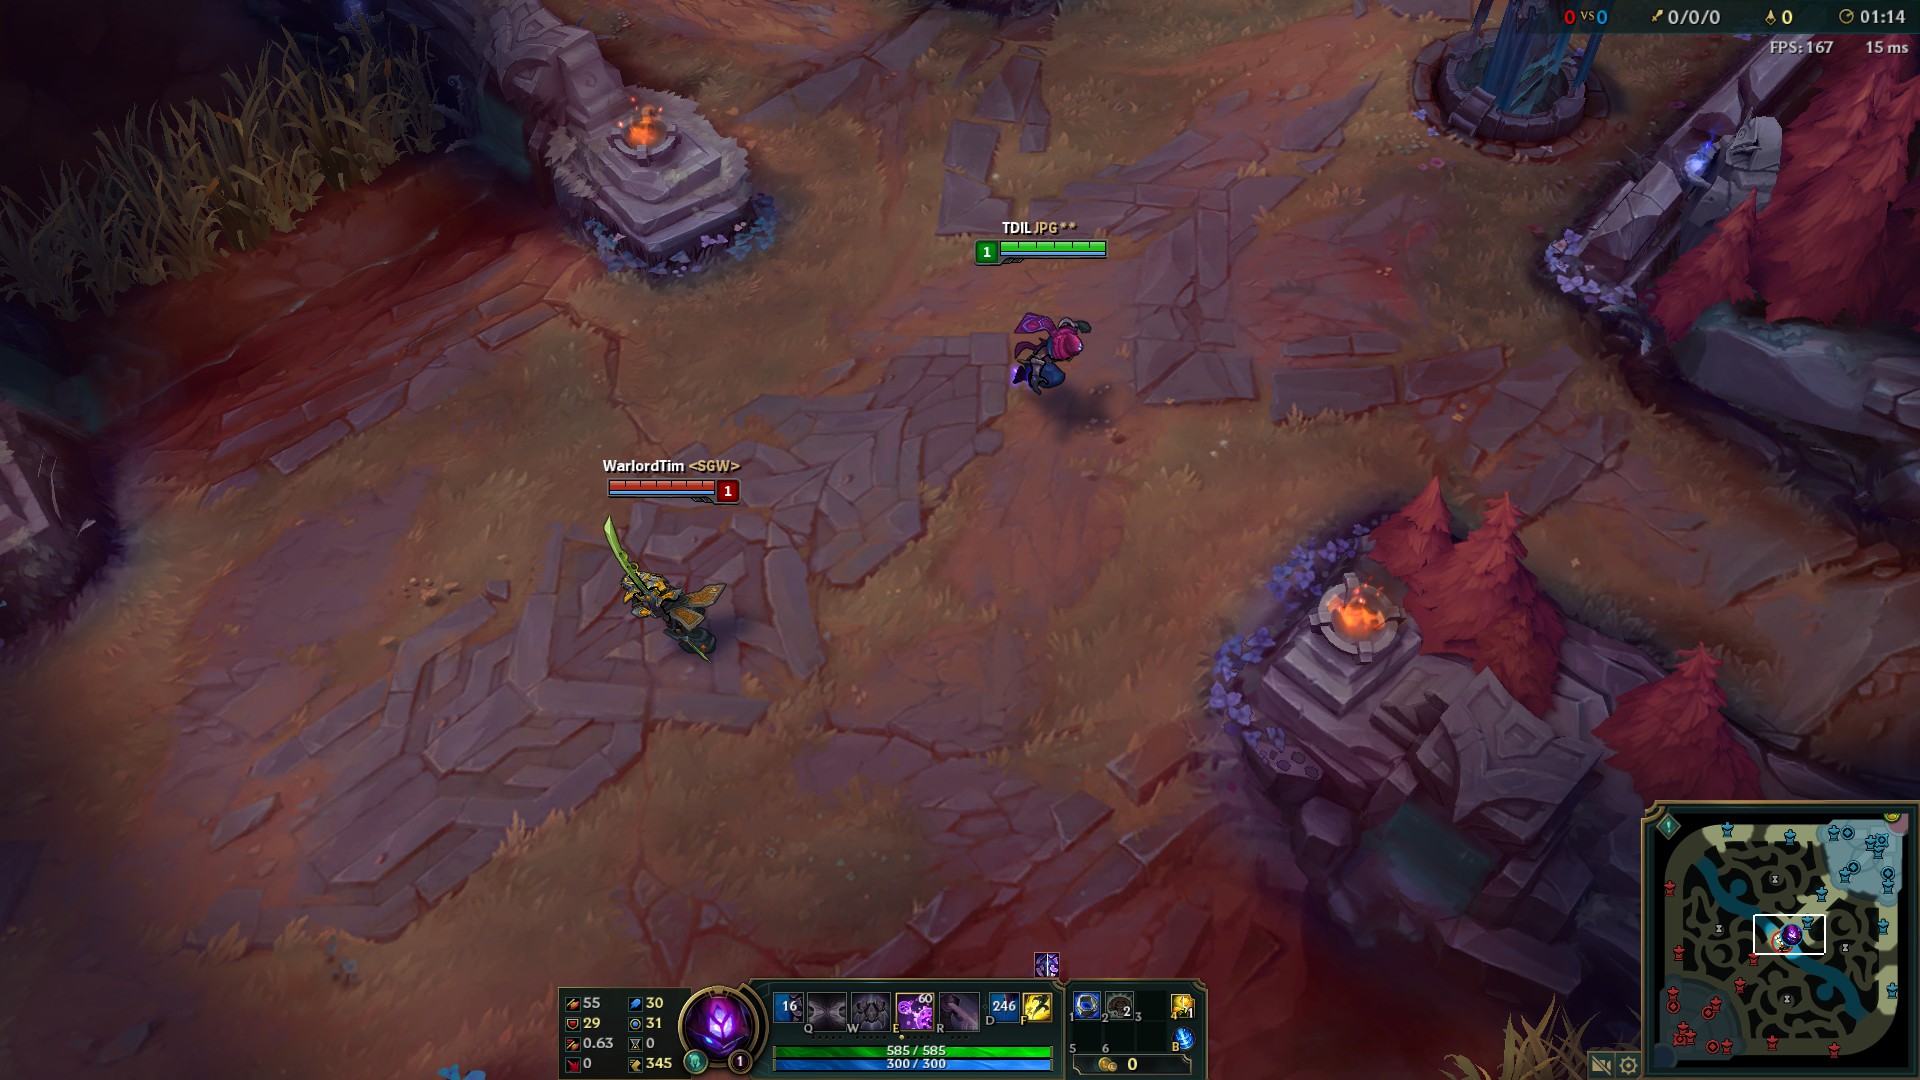 0 VS 0 0/0/0 0 01:14
FPS: 167 15 ms
TDIL JPG**
1
WarlordTim <SGW>
1
55 30
29 31
0.63 0
0 345
1
16 60 246
Q W E R D F
585 / 585
300 / 300
1 2 2 3 4 1
5 6 B
0